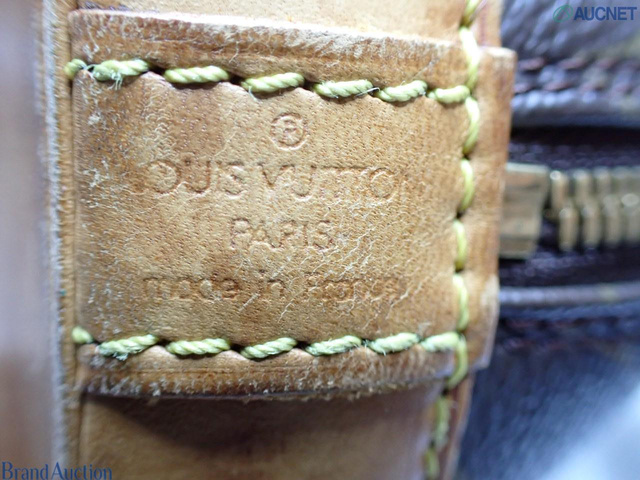 AUCNET
®
LOUIS VUITTON
PARIS
made in France
BrandAuction